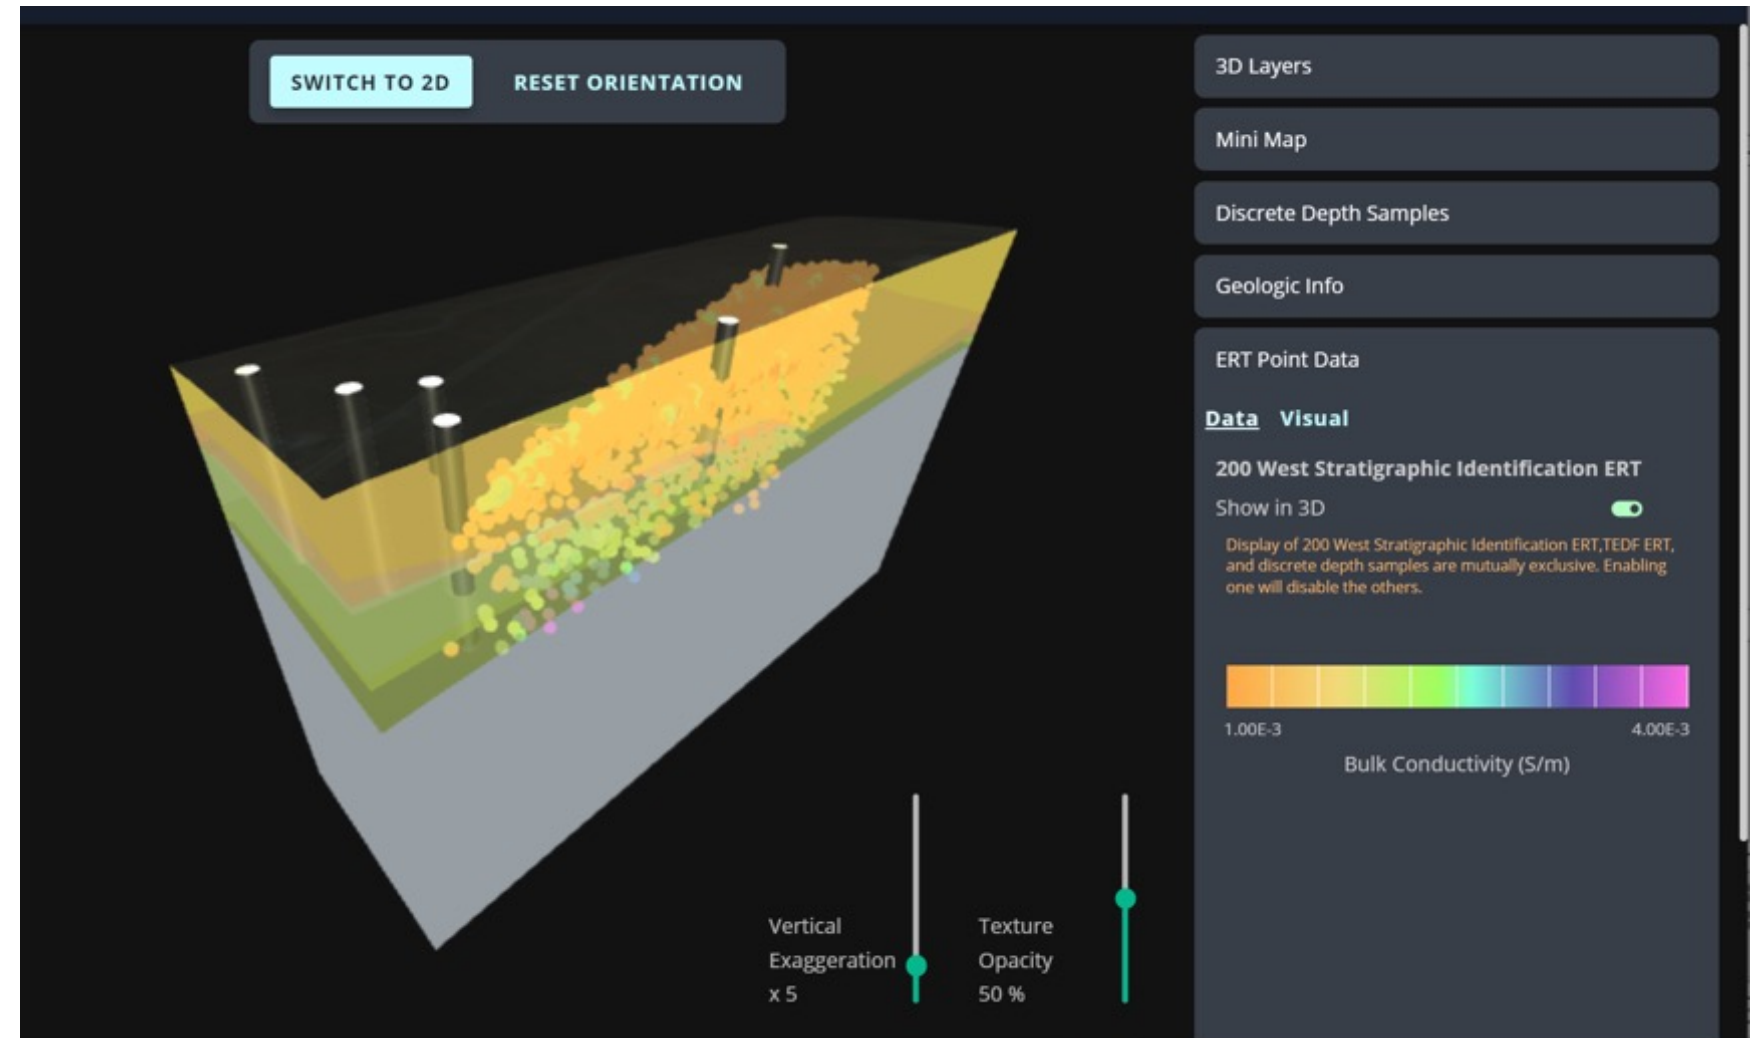 SWITCH TO 2D
RESET ORIENTATION
3D Layers
Mini Map
Discrete Depth Samples
Geologic Info
ERT Point Data
Data Visual
200 West Stratigraphic Identification ERT
Show in 3D
Display of 200 West Stratigraphic Identification ERT,TEDF ERT,
and discrete depth samples are mutually exclusive. Enabling
one will disable the others.
1.00E-3
4.00E-3
Bulk Conductivity (S/m)
Vertical
Exaggeration
x 5
Texture
Opacity
50 %